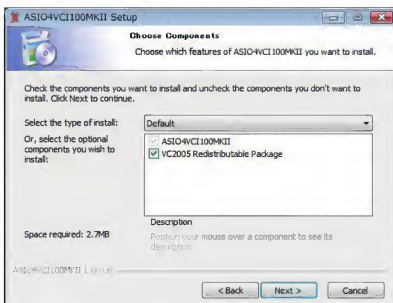 ASIO4VCI100MKII Setup
Choose Components
Choose which features of ASIO4VCI100MKII you want to install.
Check the components you want to install and uncheck the components you don't want to
install. Click Next to continue.
Select the type of install:
Default
Or, select the optional
components you wish to
install:
ASIO4VCI100MKII
VC2005 Redistributable Package
Space required: 2.7MB
Description
Position your mouse over a component to see its
description
ASIO4VCI100MKII
< Back
Next >
Cancel